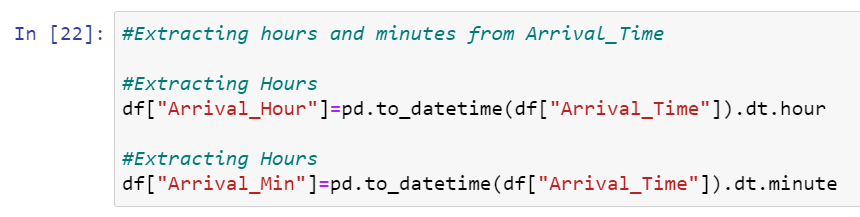 In [22]: #Extracting hours and minutes from Arrival_Time
#Extracting Hours
df["Arrival_Hour"]=pd.to_datetime(df["Arrival_Time"]).dt.hour
#Extracting Hours
df["Arrival_Min"]=pd.to_datetime(df["Arrival_Time"]).dt.minute